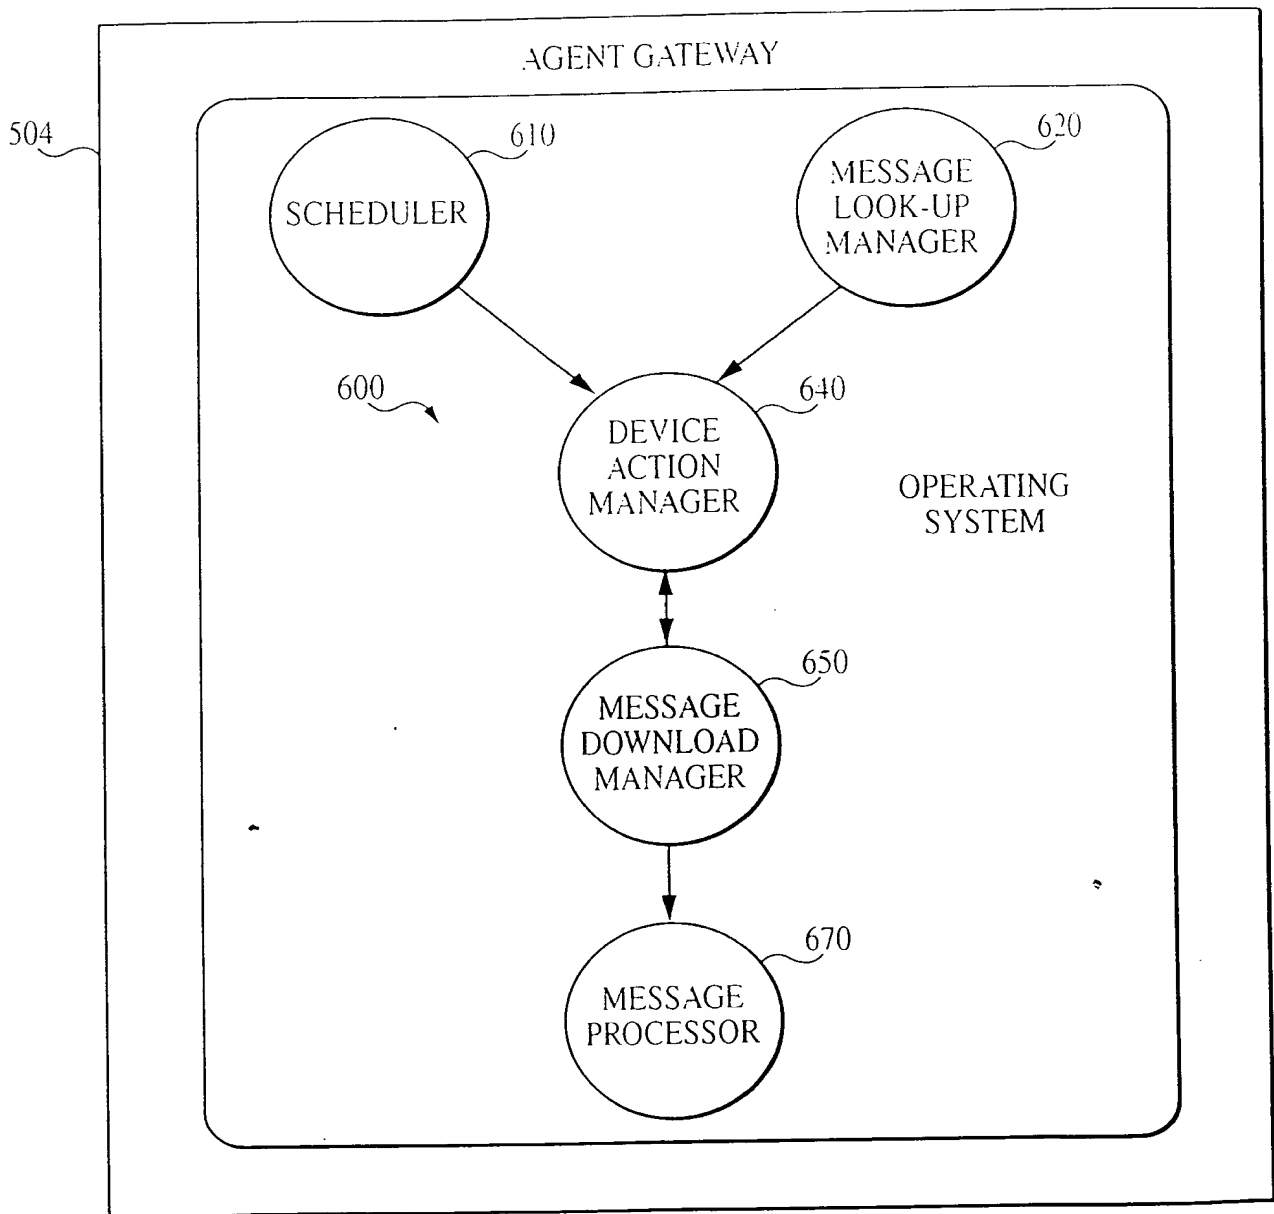 AGENT GATEWAY
504
610
620
SCHEDULER
MESSAGE
LOOK-UP
MANAGER
600
640
DEVICE
ACTION
MANAGER
OPERATING
SYSTEM
650
MESSAGE
DOWNLOAD
MANAGER
670
MESSAGE
PROCESSOR